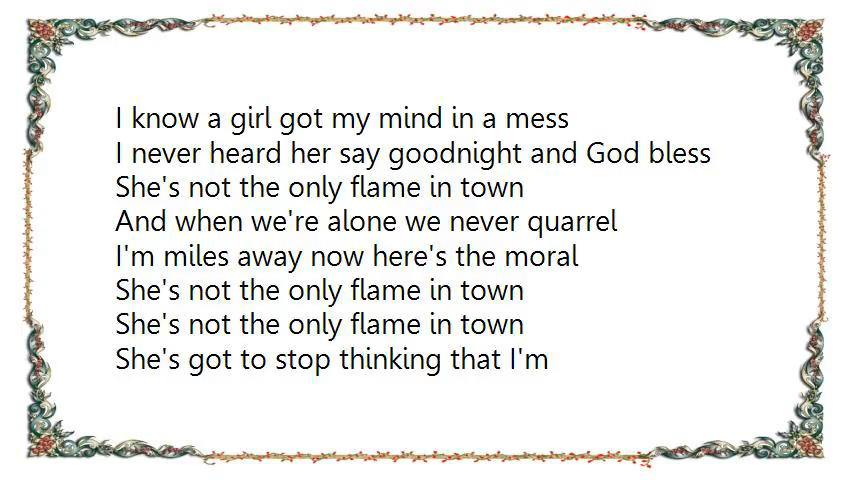 I know a girl got my mind in a mess
I never heard her say goodnight and God bless
She's not the only flame in town
And when we're alone we never quarrel
I'm miles away now here's the moral
She's not the only flame in town
She's not the only flame in town
She's got to stop thinking that I'm